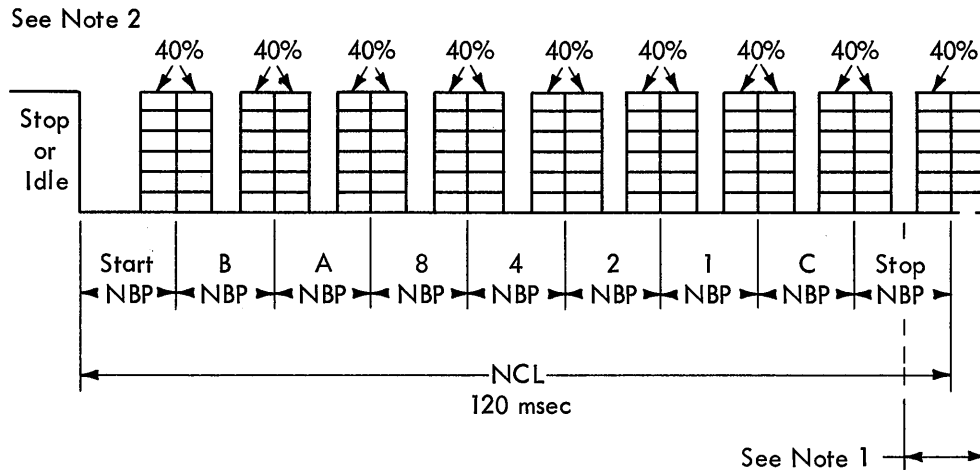 See Note 2
40% 40% 40% 40% 40% 40% 40% 40% 40%
Stop
or
Idle
Start B A 8 4 2 1 C Stop
NBP NBP NBP NBP NBP NBP NBP NBP NBP
NCL
120 msec
See Note 1